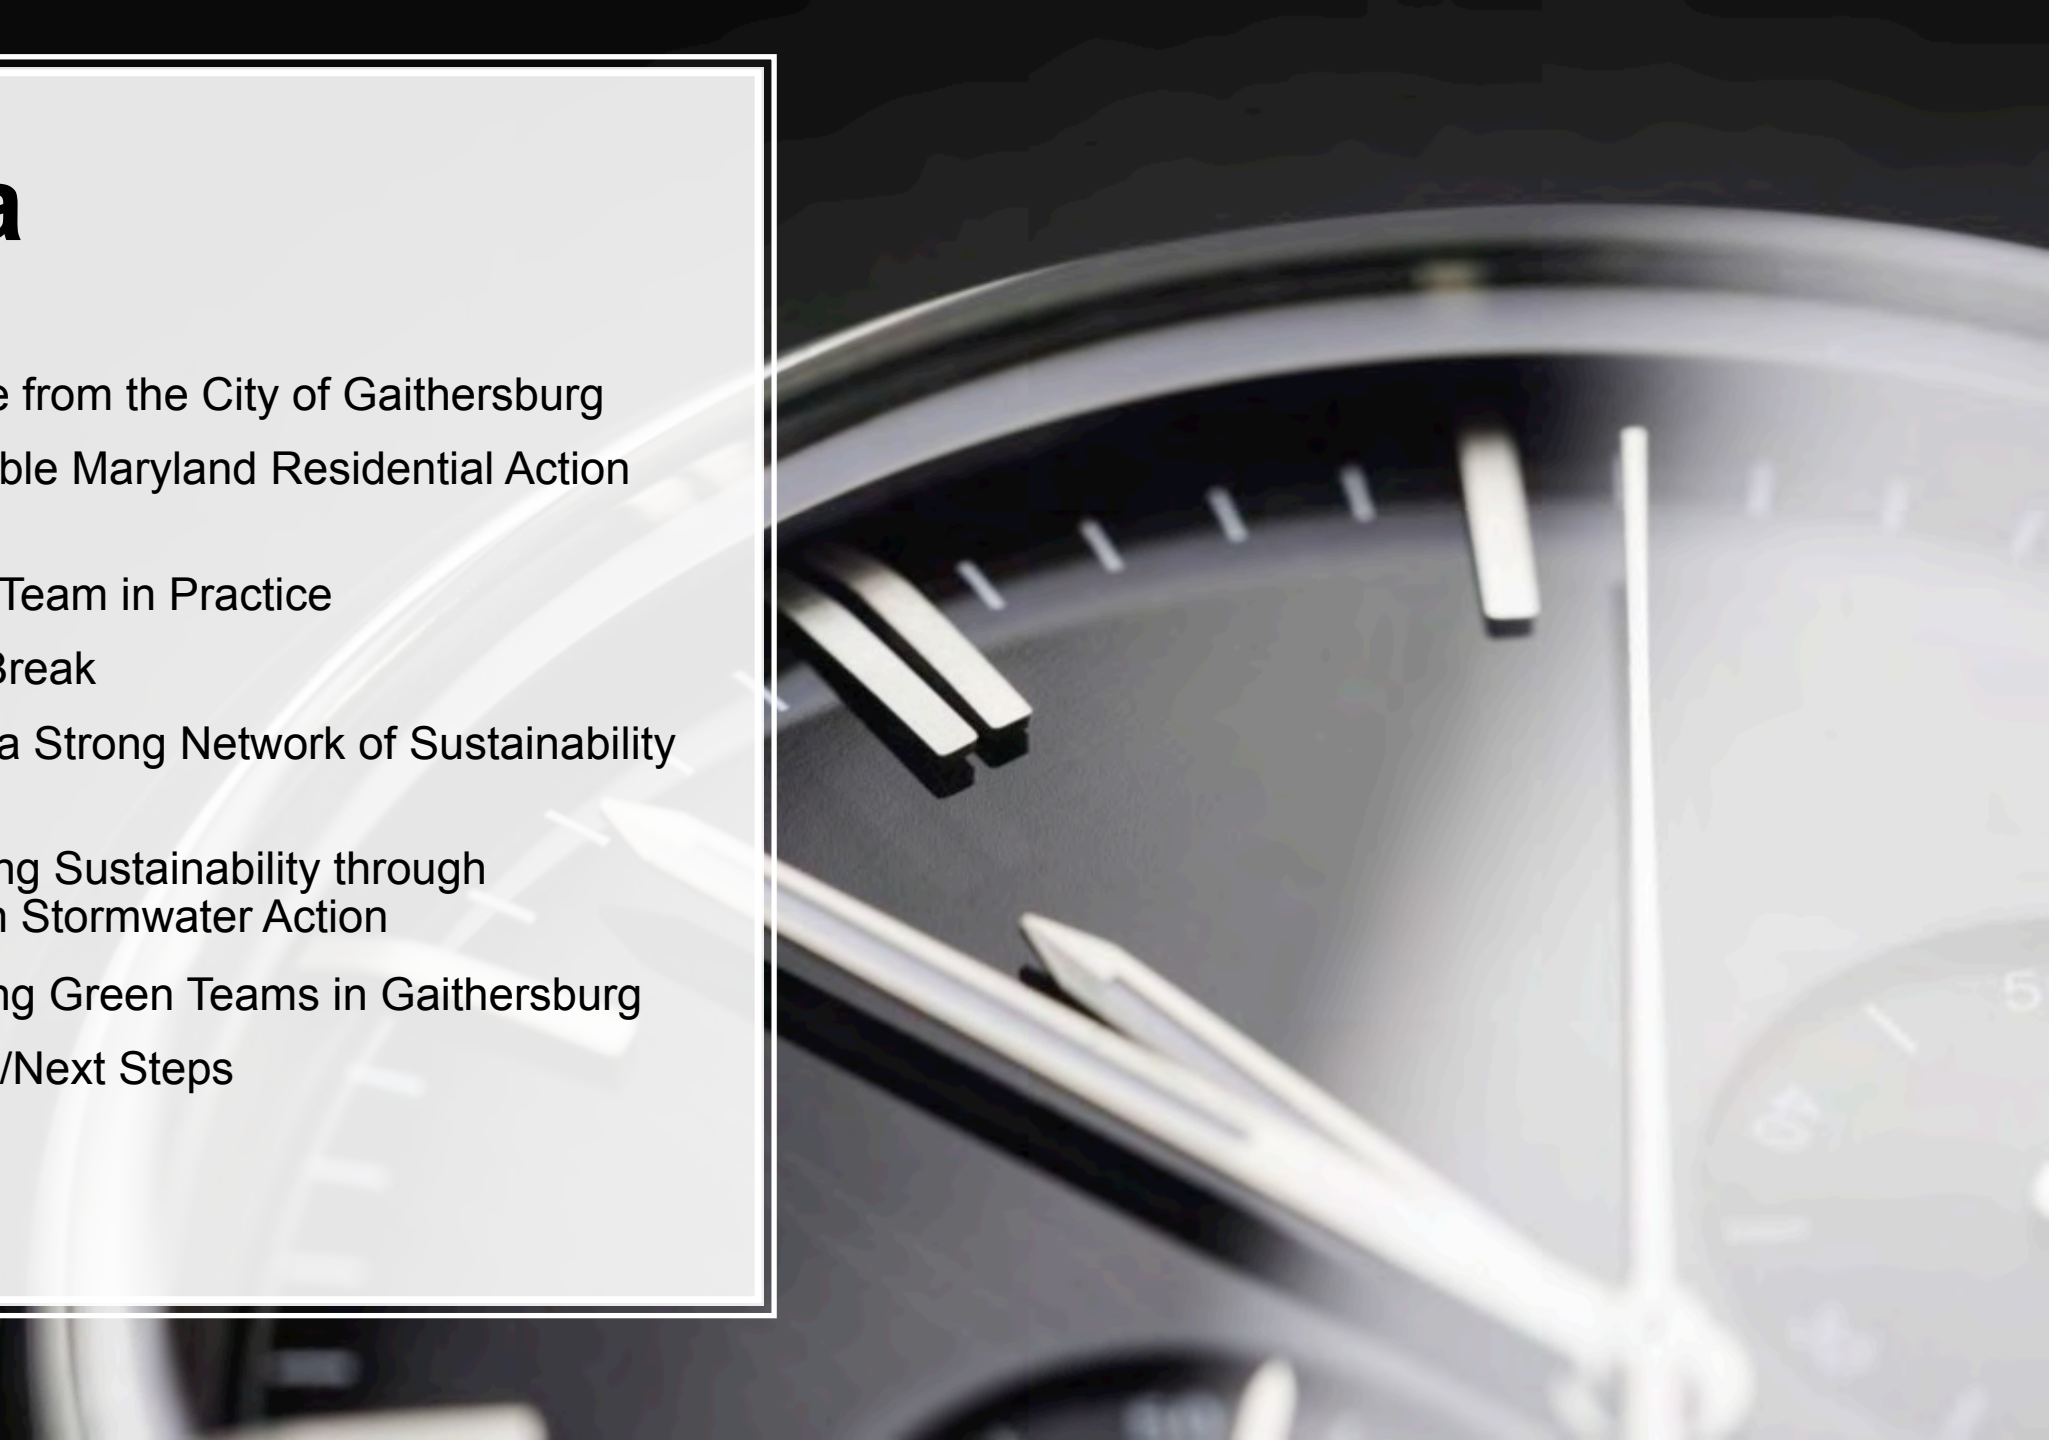 a
e from the City of Gaithersburg
ble Maryland Residential Action
Team in Practice
Break
a Strong Network of Sustainability
ng Sustainability through
n Stormwater Action
ng Green Teams in Gaithersburg
/Next Steps
5